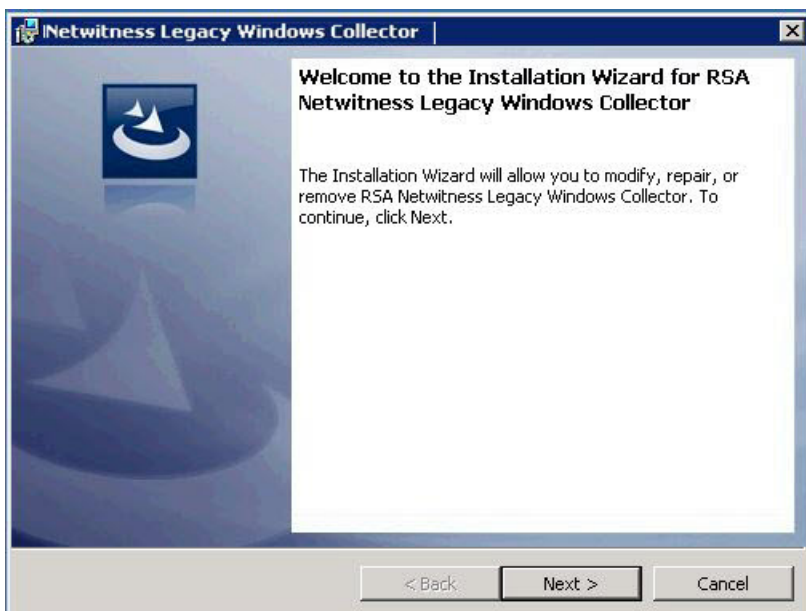 Netwitness Legacy Windows Collector
Welcome to the Installation Wizard for RSA
Netwitness Legacy Windows Collector
The Installation Wizard will allow you to modify, repair, or
remove RSA Netwitness Legacy Windows Collector. To
continue, click Next.
< Back
Next >
Cancel